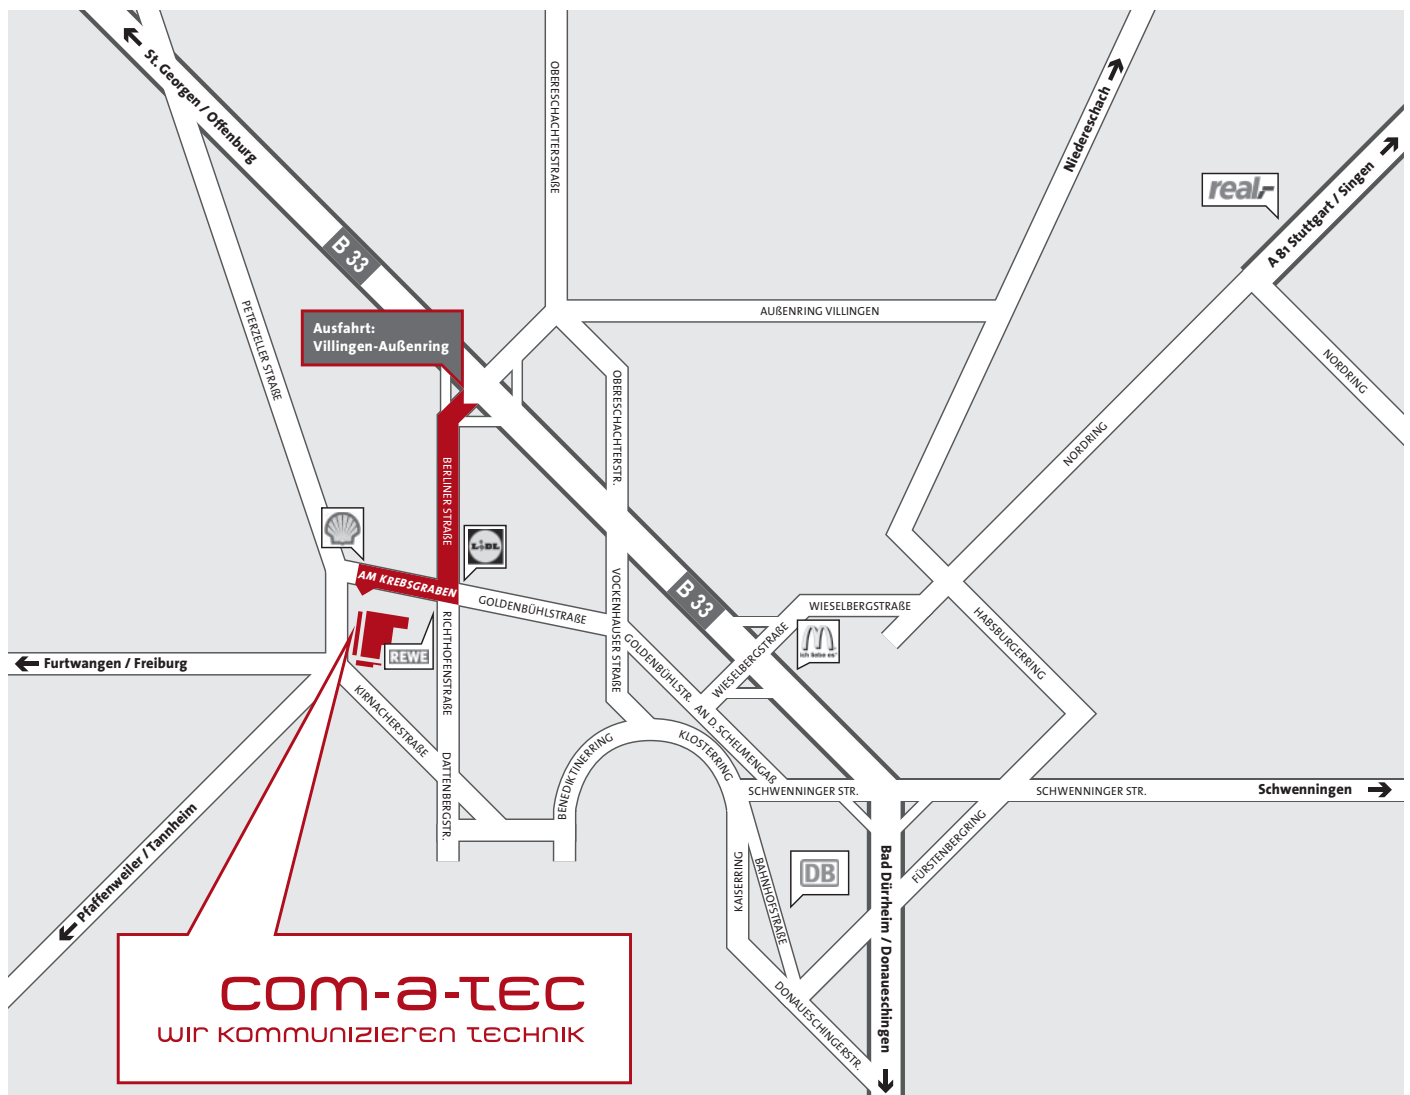 St. Georgen / Offenburg
OBERESCHACHTERSTRAßE
Niedereschach
real,-
A 81 Stuttgart / Singen
B 33
PETERZELLER STRAßE
Ausfahrt:
Villingen-Außenring
AUßENRING VILLINGEN
NORDRING
OBERESCHACHTERSTR.
NORDRING
BERLINER STRAßE
LiDL
AM KREBSGRABEN
GOLDENBÜHLSTRAßE
VOCKENHAUSER STRAßE
B 33
WIESELBERGSTRAßE
HABSBURGERRING
RICHTHOFENSTRAßE
REWE
GOLDENBÜHLSTR.
WIESELBERGSTRAßE
ich liebe es
Furtwangen / Freiburg
KIRNACHERSTRAßE
AN D. SCHELMENGAß
BENEDIKTINERRING
KLOSTERRING
DATTENBERGSTR.
SCHWENNINGER STR.
SCHWENNINGER STR.
Schwenningen
Pfaffenweiler / Tannheim
KAISERRING
BAHNHOFSTRAßE
DB
Bad Dürrheim / Donaueschingen
FÜRSTENBERGRING
DONAUESCHINGERSTR.
com-a-tec
wir kommunizieren technik